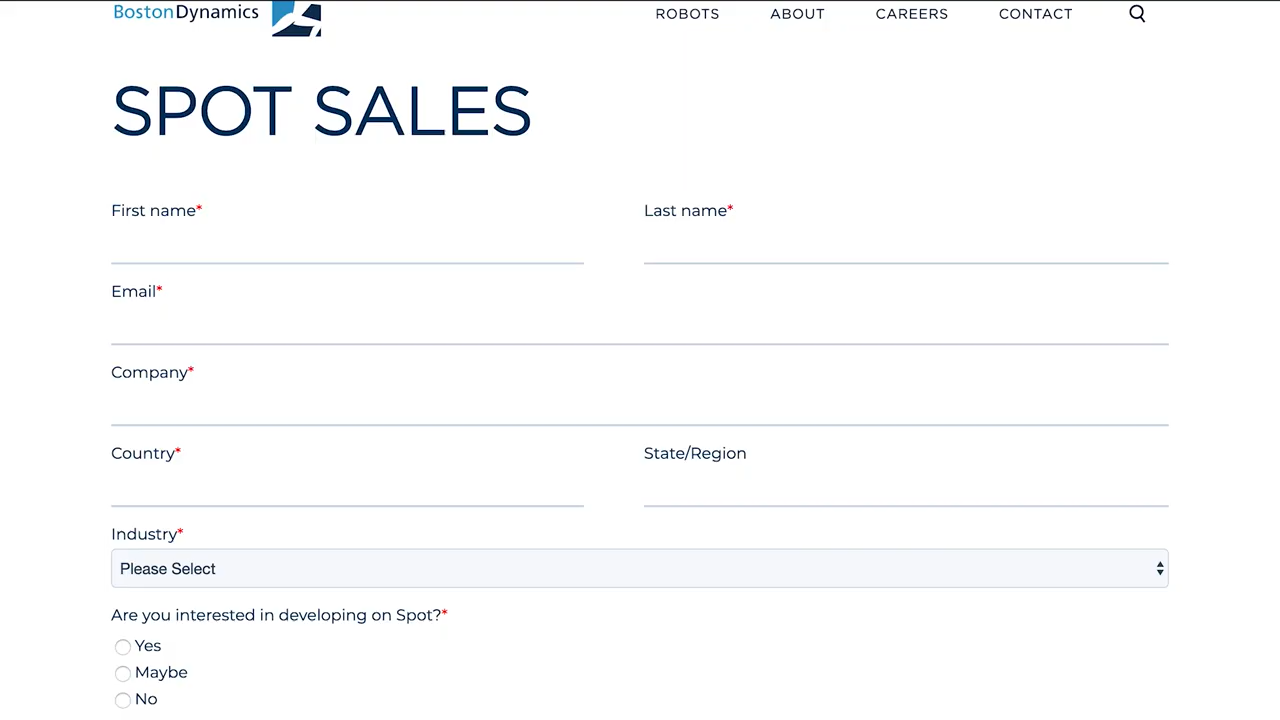 BostonDynamics ROBOTS ABOUT CAREERS CONTACT
SPOT SALES
First name* Last name*
Email*
Company*
Country* State/Region
Industry*
Please Select
Are you interested in developing on Spot?*
Yes
Maybe
No